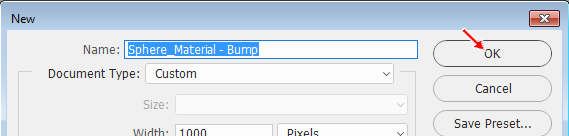 New
Name: Sphere_Material - Bump
OK
Document Type: Custom
Cancel
Size:
Save Preset...
Width: 1000 Pixels